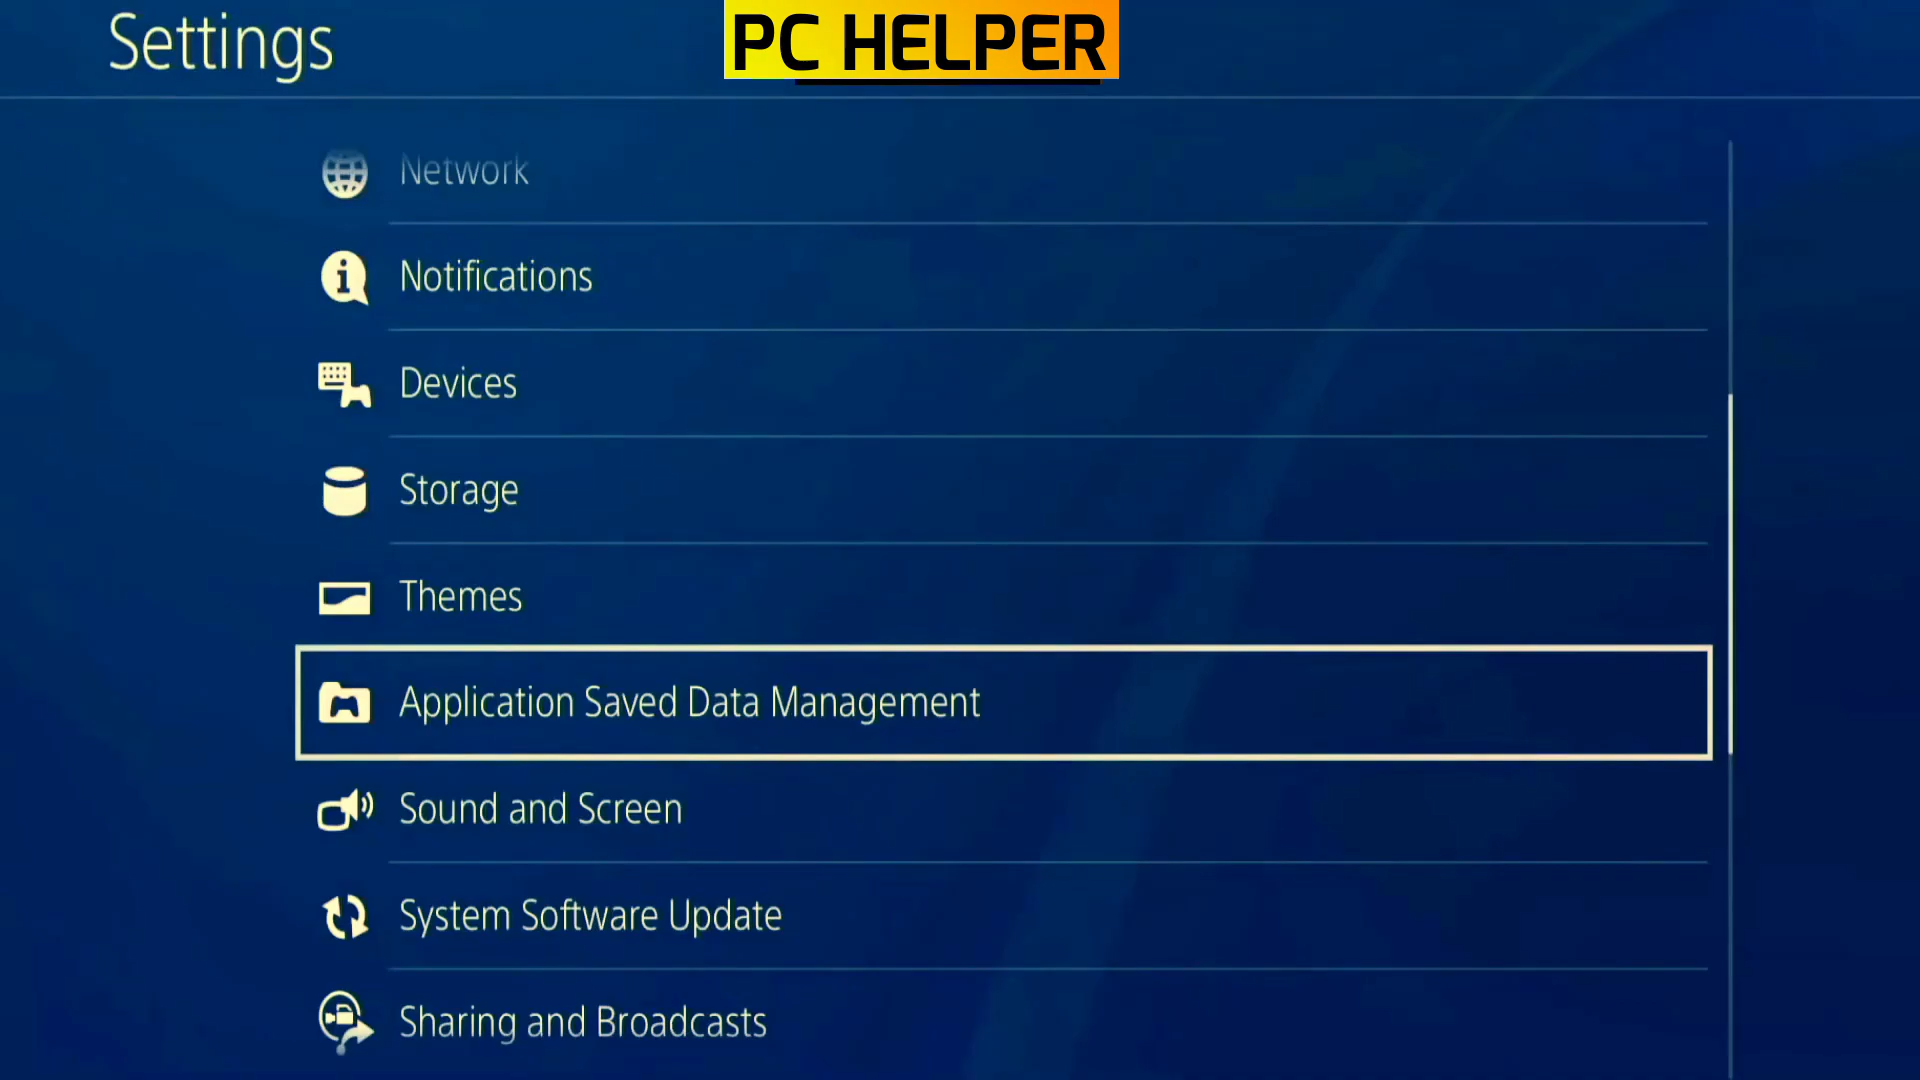 Settings
PC HELPER
Network
Notifications
Devices
Storage
Themes
Application Saved Data Management
Sound and Screen
System Software Update
Sharing and Broadcasts